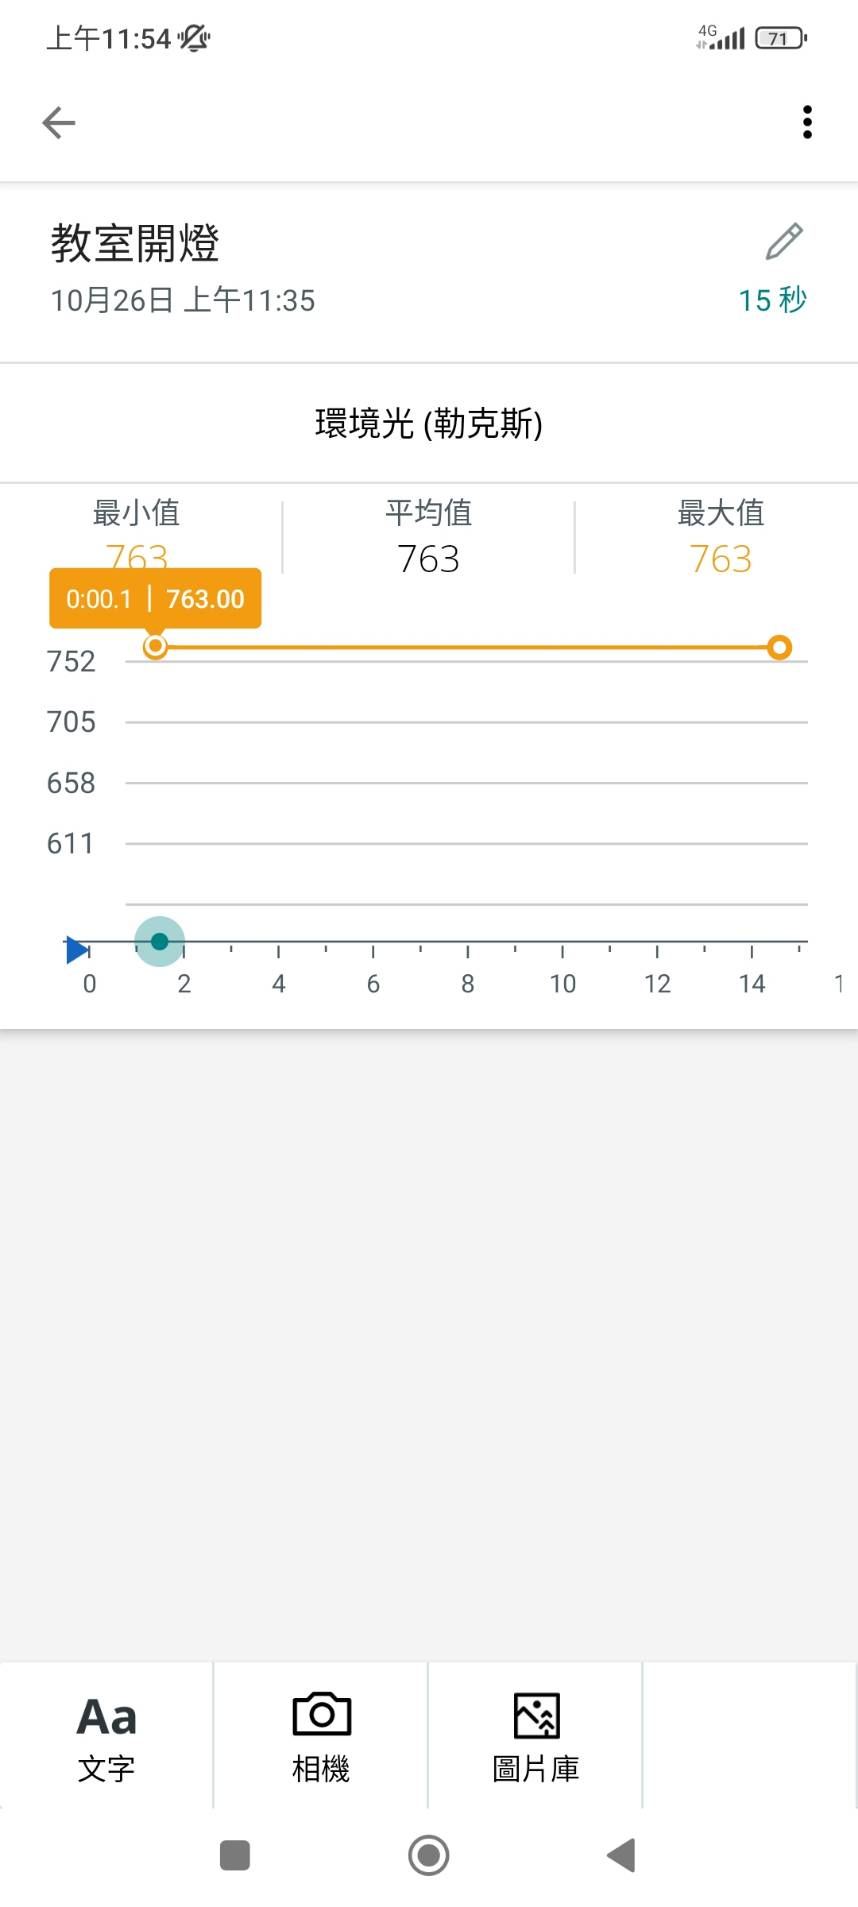 上午11:54
4G 71
教室開燈
10月26日 上午11:35
15 秒
環境光 (勒克斯)
最小值 平均值 最大值
763 763 763
0:00.1 | 763.00
752
705
658
611
0 2 4 6 8 10 12 14 1
Aa
文字 相機 圖片庫